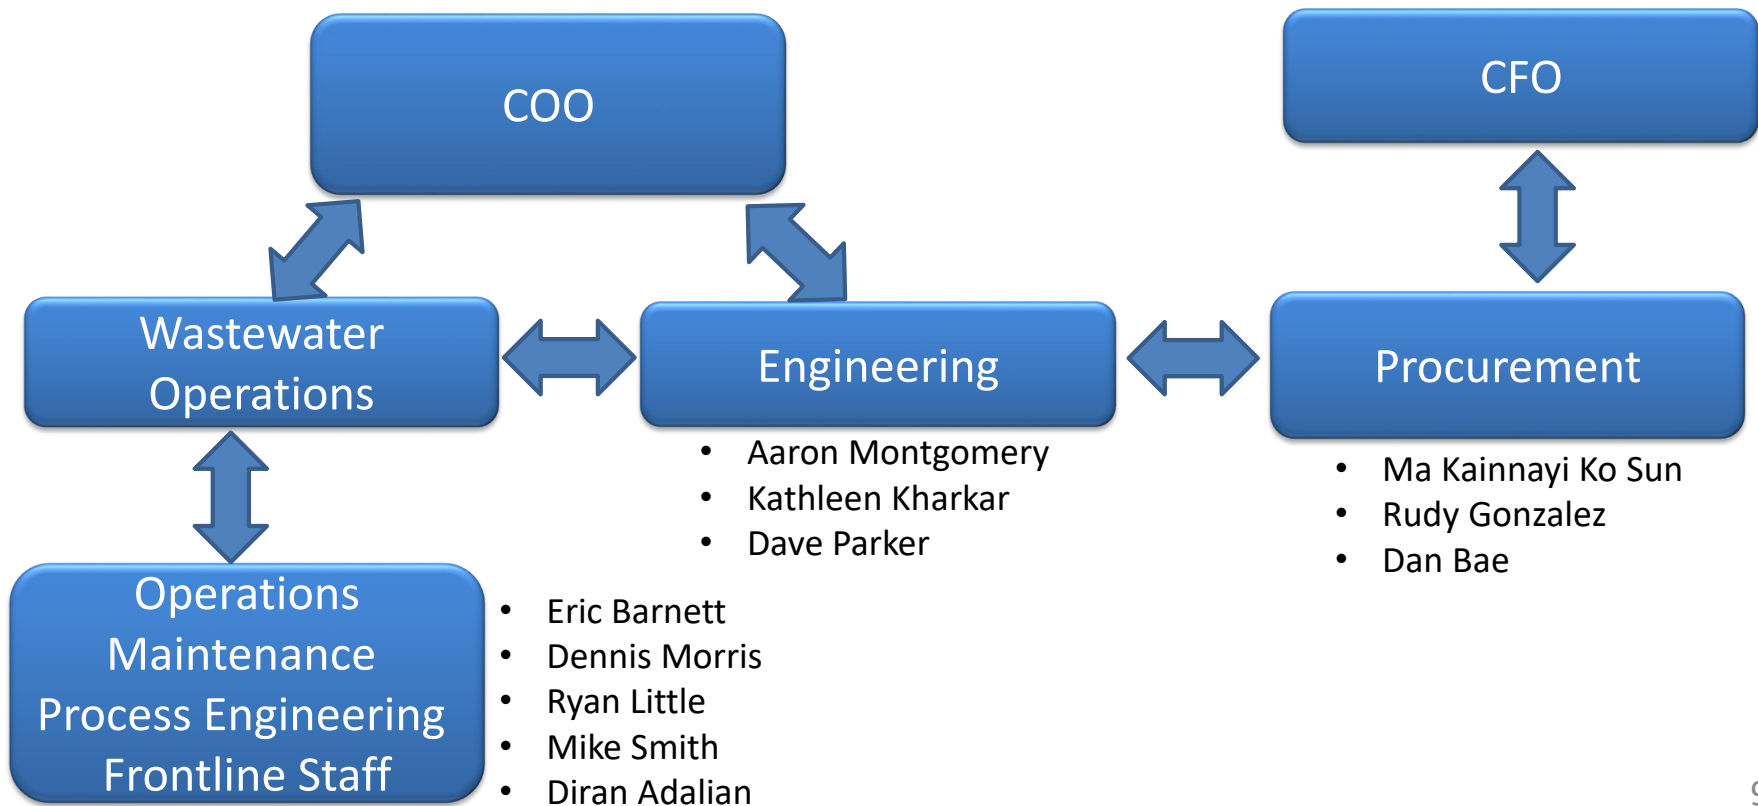 COO
CFO
Wastewater
Operations
Engineering
Procurement
• Aaron Montgomery
• Kathleen Kharkar
• Dave Parker
• Ma Kainnayi Ko Sun
• Rudy Gonzalez
• Dan Bae
Operations
Maintenance
Process Engineering
Frontline Staff
• Eric Barnett
• Dennis Morris
• Ryan Little
• Mike Smith
• Diran Adalian